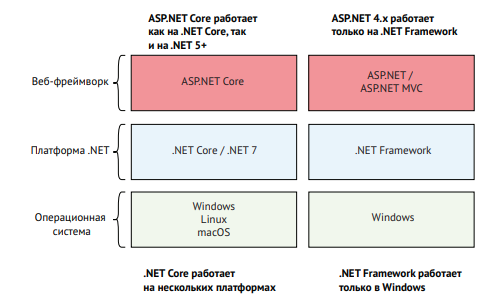 ASP.NET Core работает
как на .NET Core, так
и на .NET 5+
ASP.NET 4.x работает
только на .NET Framework
Веб-фреймворк
ASP.NET Core
ASP.NET /
ASP.NET MVC
Платформа .NET
.NET Core / .NET 7
.NET Framework
Операционная
система
Windows
Linux
macOS
Windows
.NET Core работает
на нескольких платформах
.NET Framework работает
только в Windows